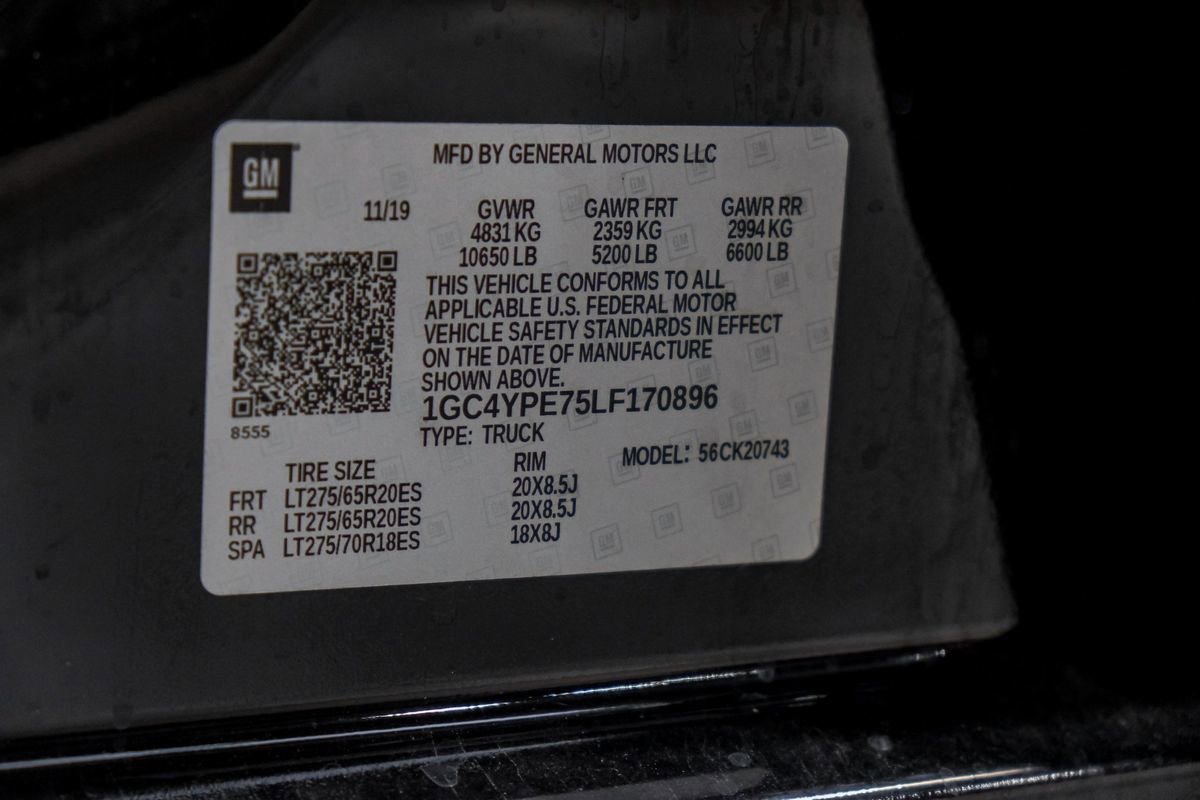 GM
MFD BY GENERAL MOTORS LLC
11/19 GVWR GAWR FRT GAWR RR
4831 KG 2359 KG 2994 KG
10650 LB 5200 LB 6600 LB
THIS VEHICLE CONFORMS TO ALL
APPLICABLE U.S. FEDERAL MOTOR
VEHICLE SAFETY STANDARDS IN EFFECT
ON THE DATE OF MANUFACTURE
SHOWN ABOVE.
1GC4YPE75LF170896
8555
TYPE: TRUCK
MODEL: 56CK20743
TIRE SIZE RIM
FRT LT275/65R20ES 20X8.5J
RR LT275/65R20ES 20X8.5J
SPA LT275/70R18ES 18X8J